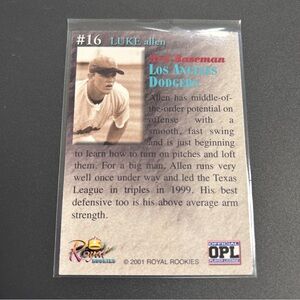 #16 LUKE allen
3rd Baseman
LOS ANGELES
DODGERS
Allen has middle-of-
the-order potential on
offense with a
smooth, fast swing
and is just beginning
to learn how to turn on pitches and loft
them. For a big man, Allen runs very
well once under way and led the Texas
League in triples in 1999. His best
defensive too is his above average arm
strength.
Royal
ROOKIES
© 2001 ROYAL ROOKIES
OFFICIAL
OPL